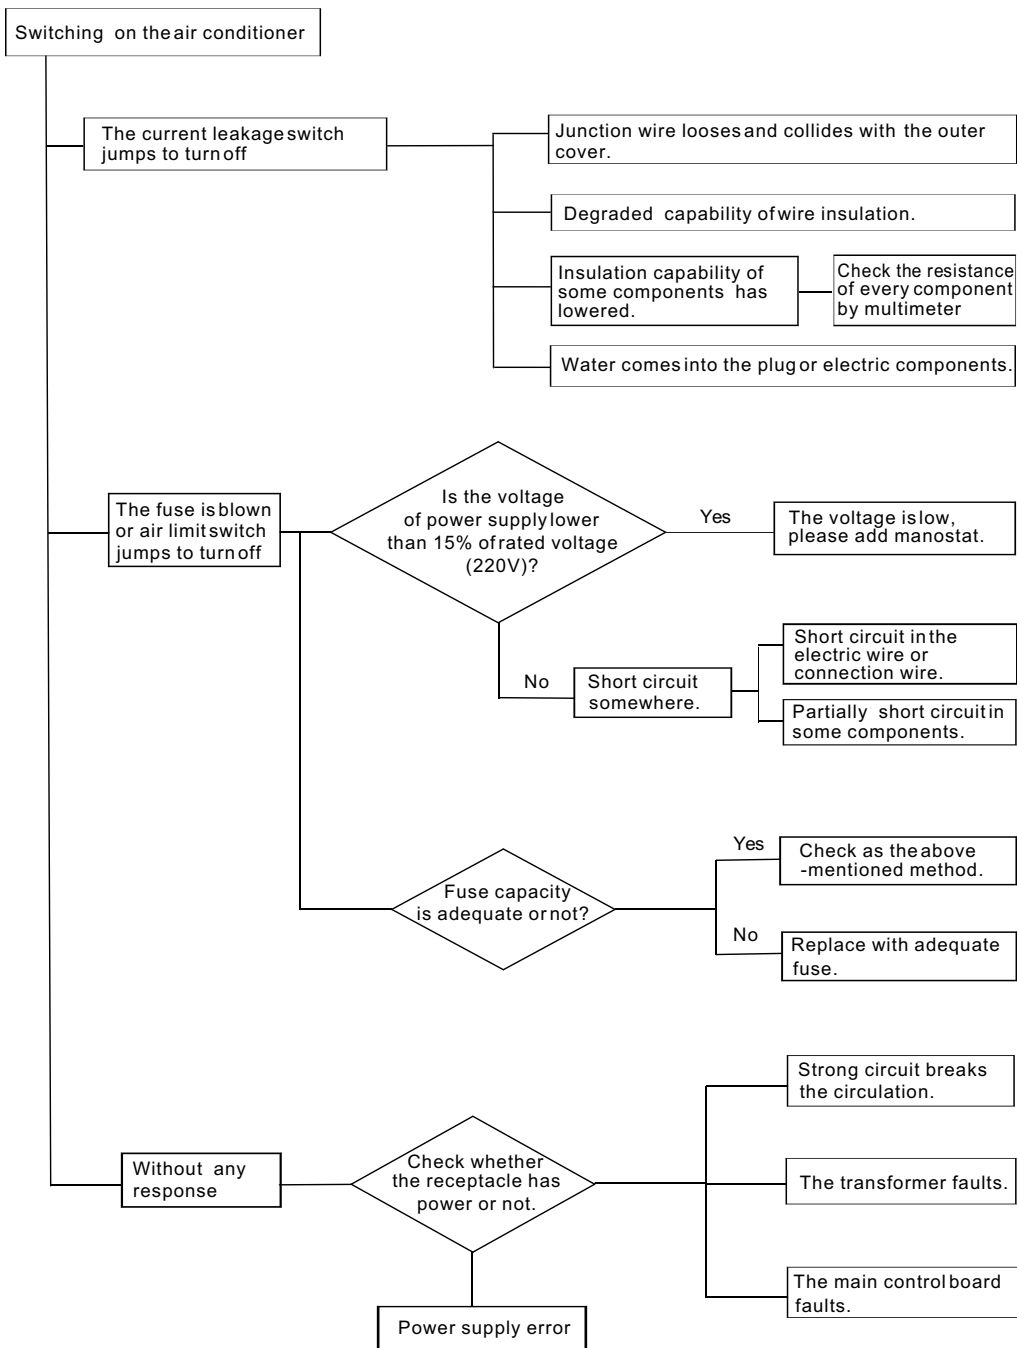 Switching on the air conditioner
The current leakage switch
jumps to turn off
Junction wire looses and collides with the outer
cover.
Degraded capability of wire insulation.
Insulation capability of
some components has
lowered.
Check the resistance
of every component
by multimeter
Water comes into the plug or electric components.
The fuse is blown
or air limit switch
jumps to turn off
Is the voltage
of power supply lower
than 15% of rated voltage
(220V)?
Yes
The voltage is low,
please add manostat.
No
Short circuit
somewhere.
Short circuit in the
electric wire or
connection wire.
Partially short circuit in
some components.
Fuse capacity
is adequate or not?
Yes
Check as the above
-mentioned method.
No
Replace with adequate
fuse.
Without any
response
Check whether
the receptacle has
power or not.
Strong circuit breaks
the circulation.
The transformer faults.
The main control board
faults.
Power supply error